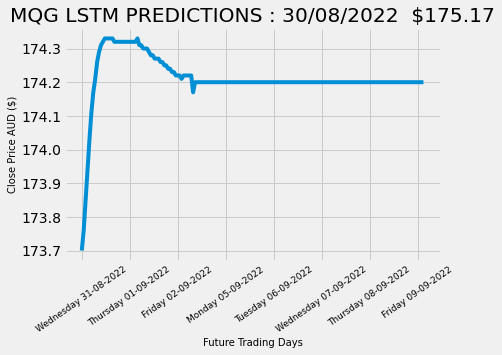 MQG LSTM PREDICTIONS : 30/08/2022  $175.17
174.3
174.2
174.1
174.0
173.9
173.8
173.7
Close Price AUD ($)
Wednesday 31-08-2022
Thursday 01-09-2022
Friday 02-09-2022
Monday 05-09-2022
Tuesday 06-09-2022
Wednesday 07-09-2022
Thursday 08-09-2022
Friday 09-09-2022
Future Trading Days